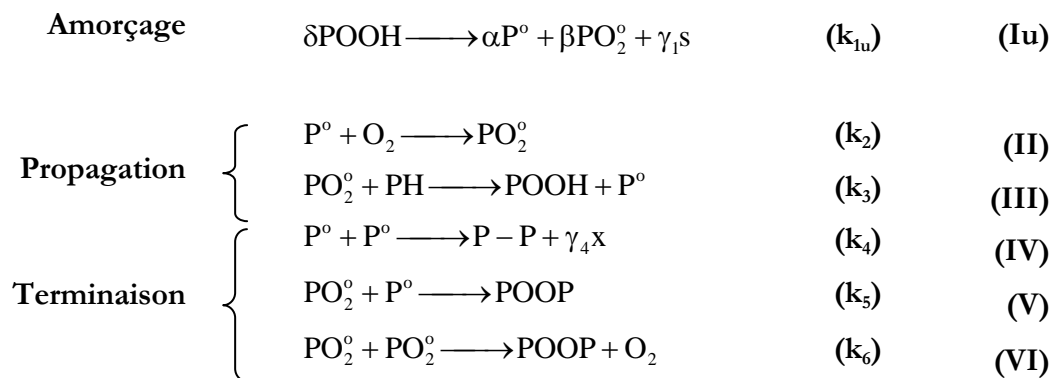 Amorçage δPOOH ⟶ αP° + βPO₂° + γ₁s (k₁ᵤ) (Iu)
P° + O₂ ⟶ PO₂° (k₂) (II)
Propagation
PO₂° + PH ⟶ POOH + P° (k₃) (III)
P° + P° ⟶ P − P + γ₄x (k₄) (IV)
Terminaison PO₂° + P° ⟶ POOP (k₅) (V)
PO₂° + PO₂° ⟶ POOP + O₂ (k₆) (VI)